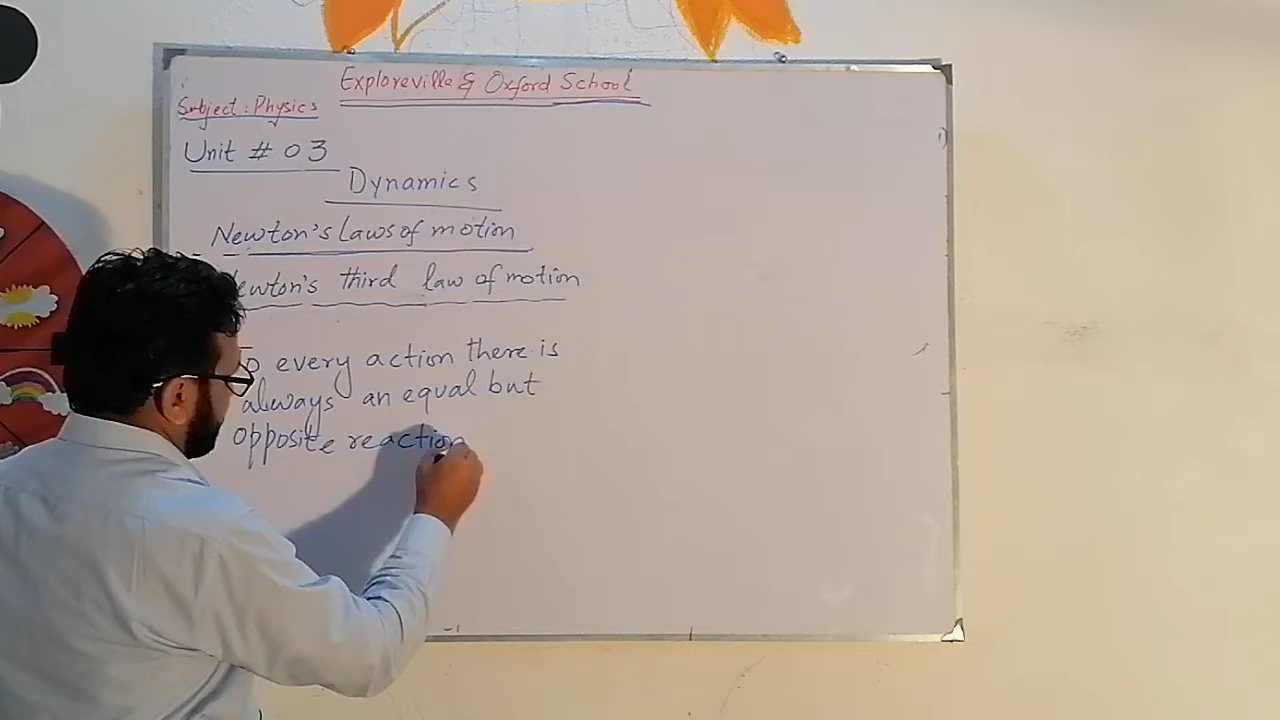 Exploreville & Oxford School
Subject: Physics
Unit # 03
Dynamics
Newton's Laws of motion
Newton's third law of motion
To every action there is
always an equal but
opposite reaction